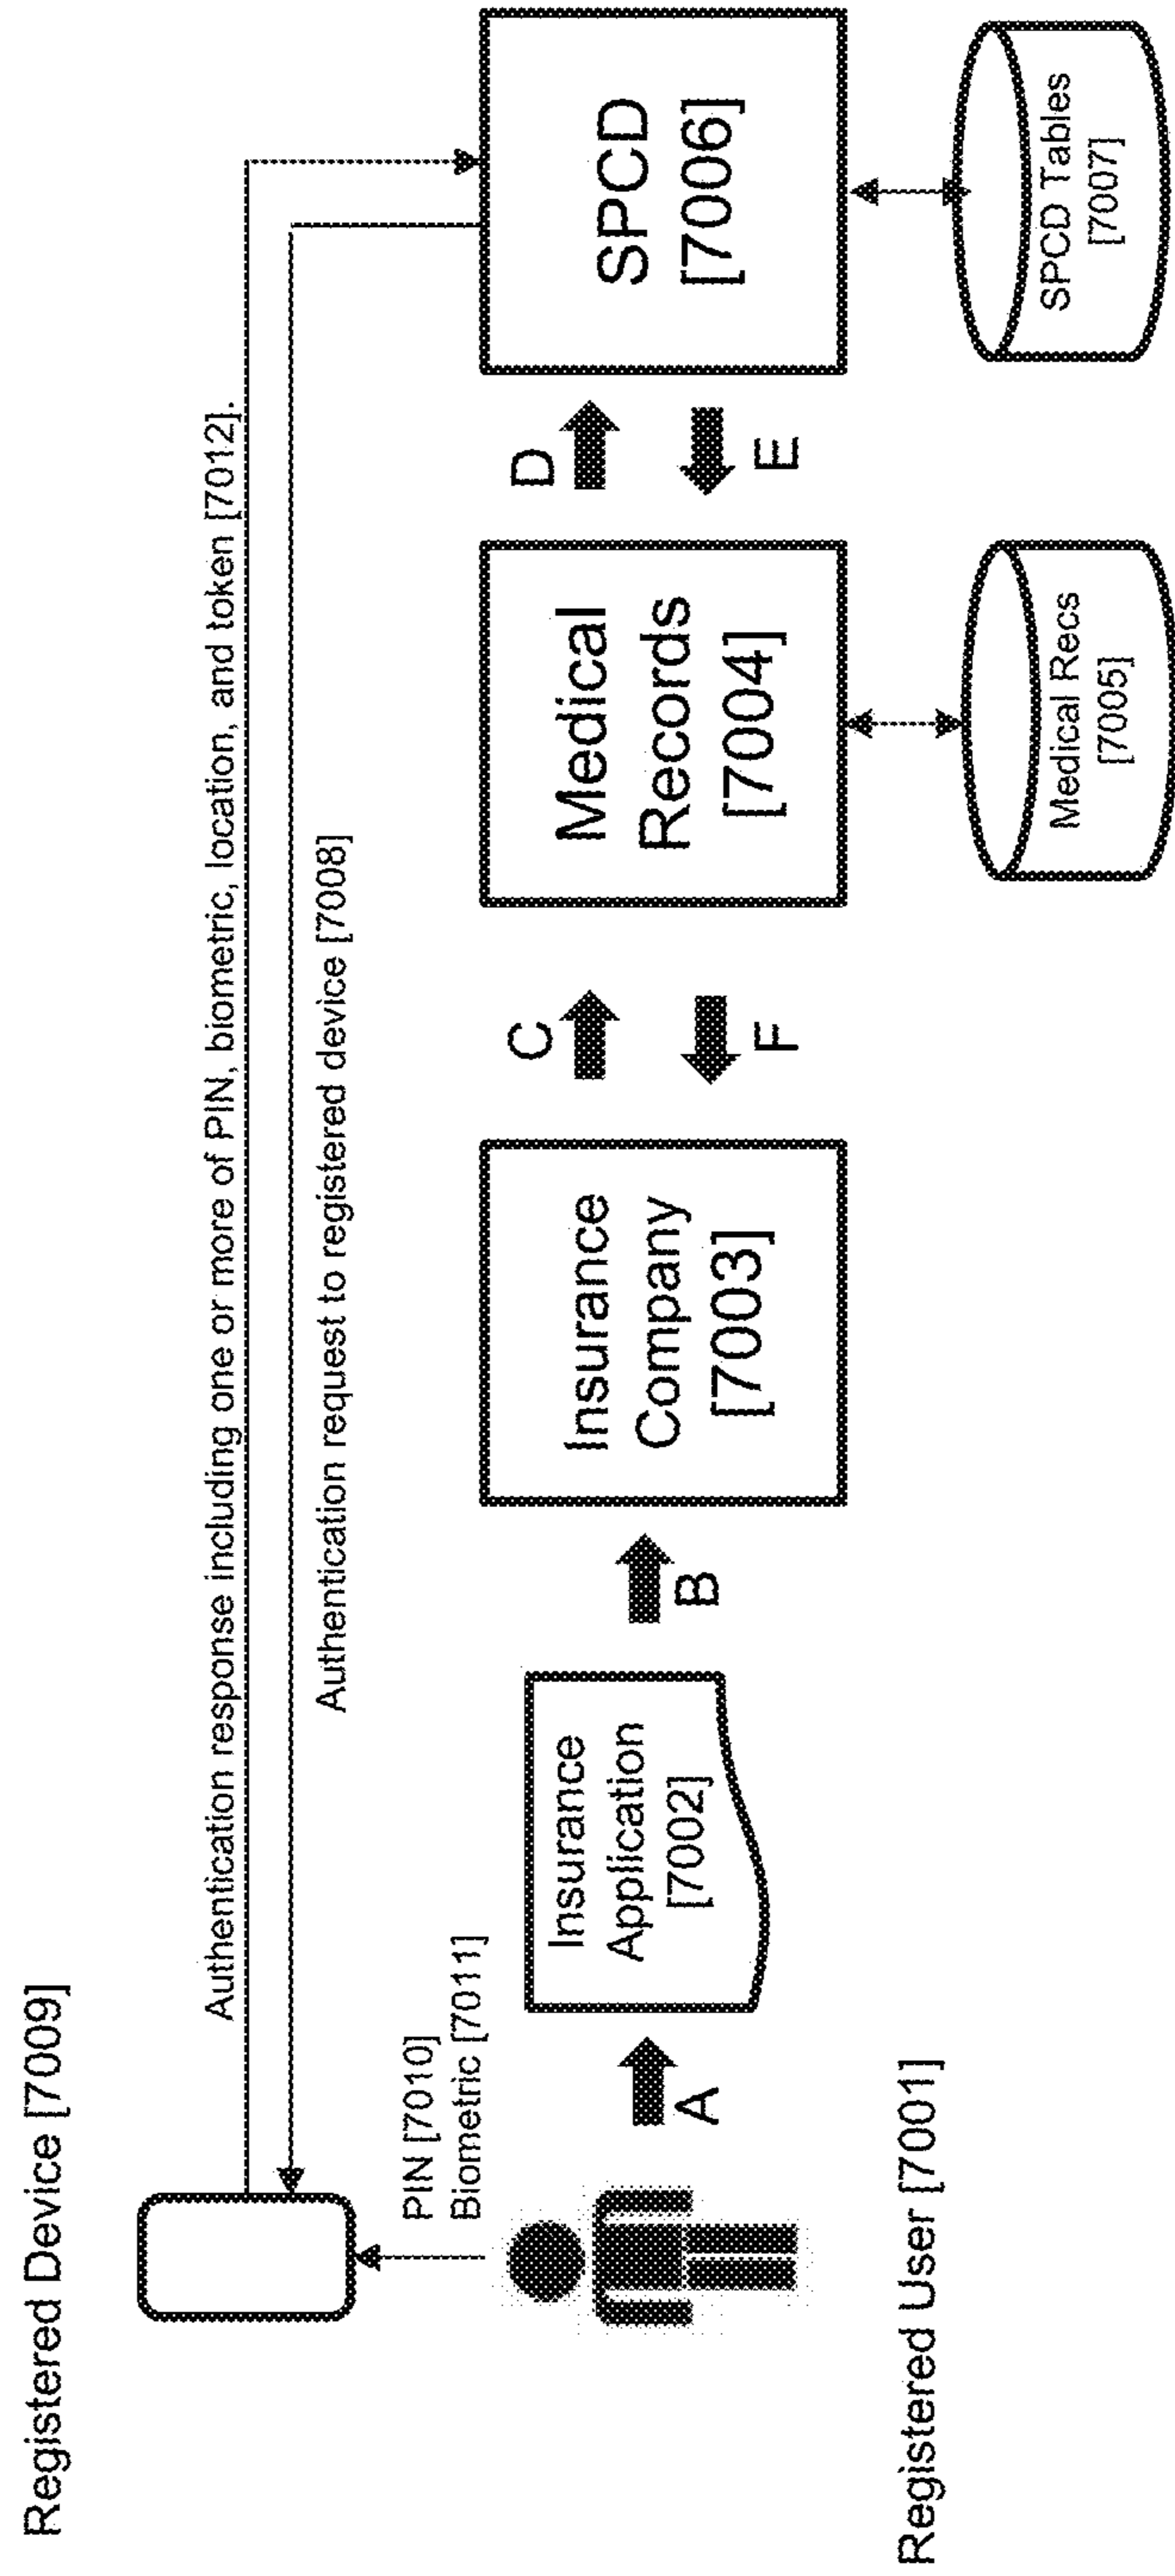 Registered Device [7009]
Authentication response including one or more of PIN, biometric, location, and token [7012].
Authentication request to registered device [7008]
PIN [7010]
Biometric [7011]
A
Insurance
Application
[7002]
B
Insurance
Company
[7003]
C
F
Medical
Records
[7004]
D
E
SPCD
[7006]
Registered User [7001]
Medical Recs
[7005]
SPCD Tables
[7007]